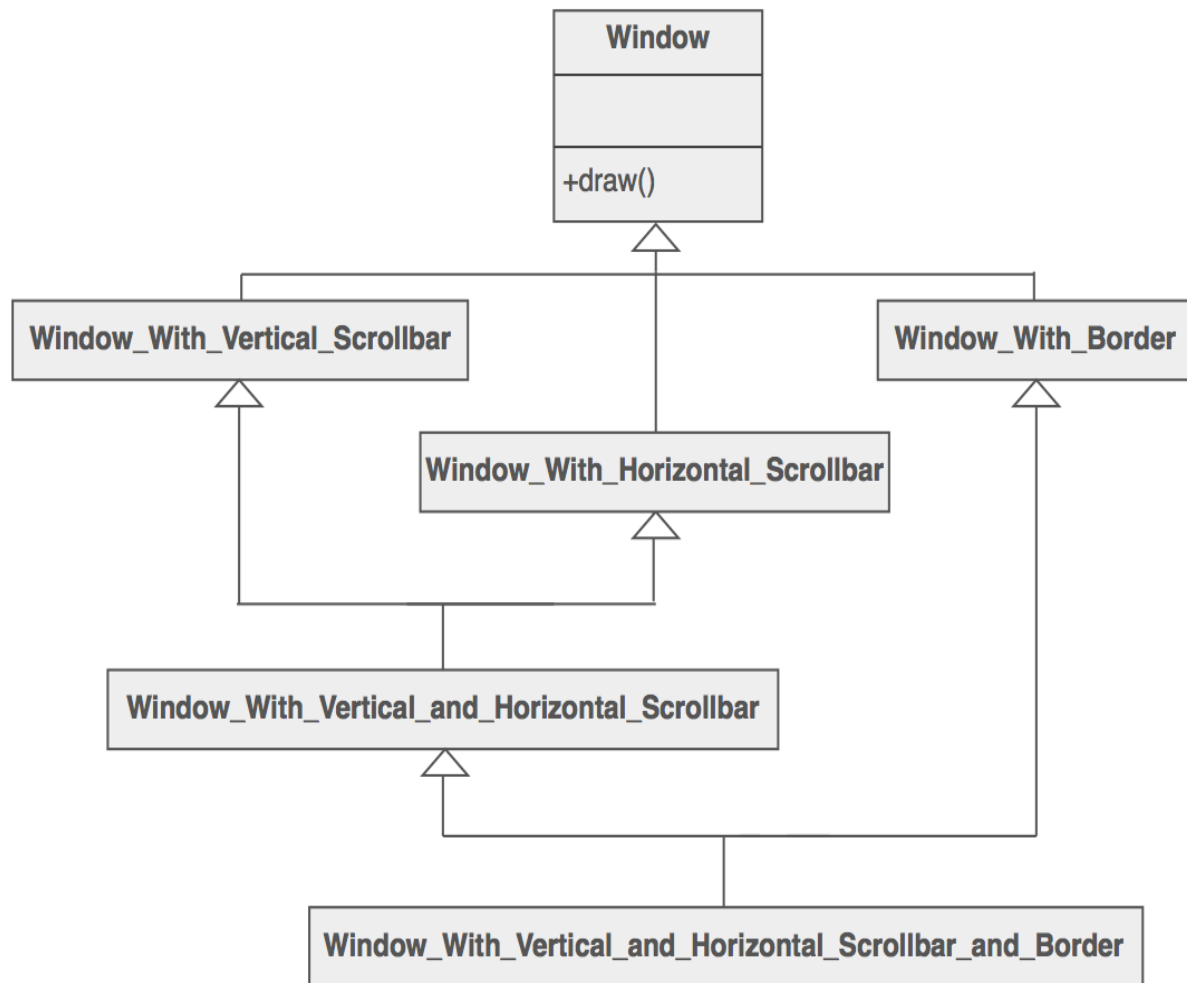 Window
+draw()
Window_With_Vertical_Scrollbar
Window_With_Border
Window_With_Horizontal_Scrollbar
Window_With_Vertical_and_Horizontal_Scrollbar
Window_With_Vertical_and_Horizontal_Scrollbar_and_Border